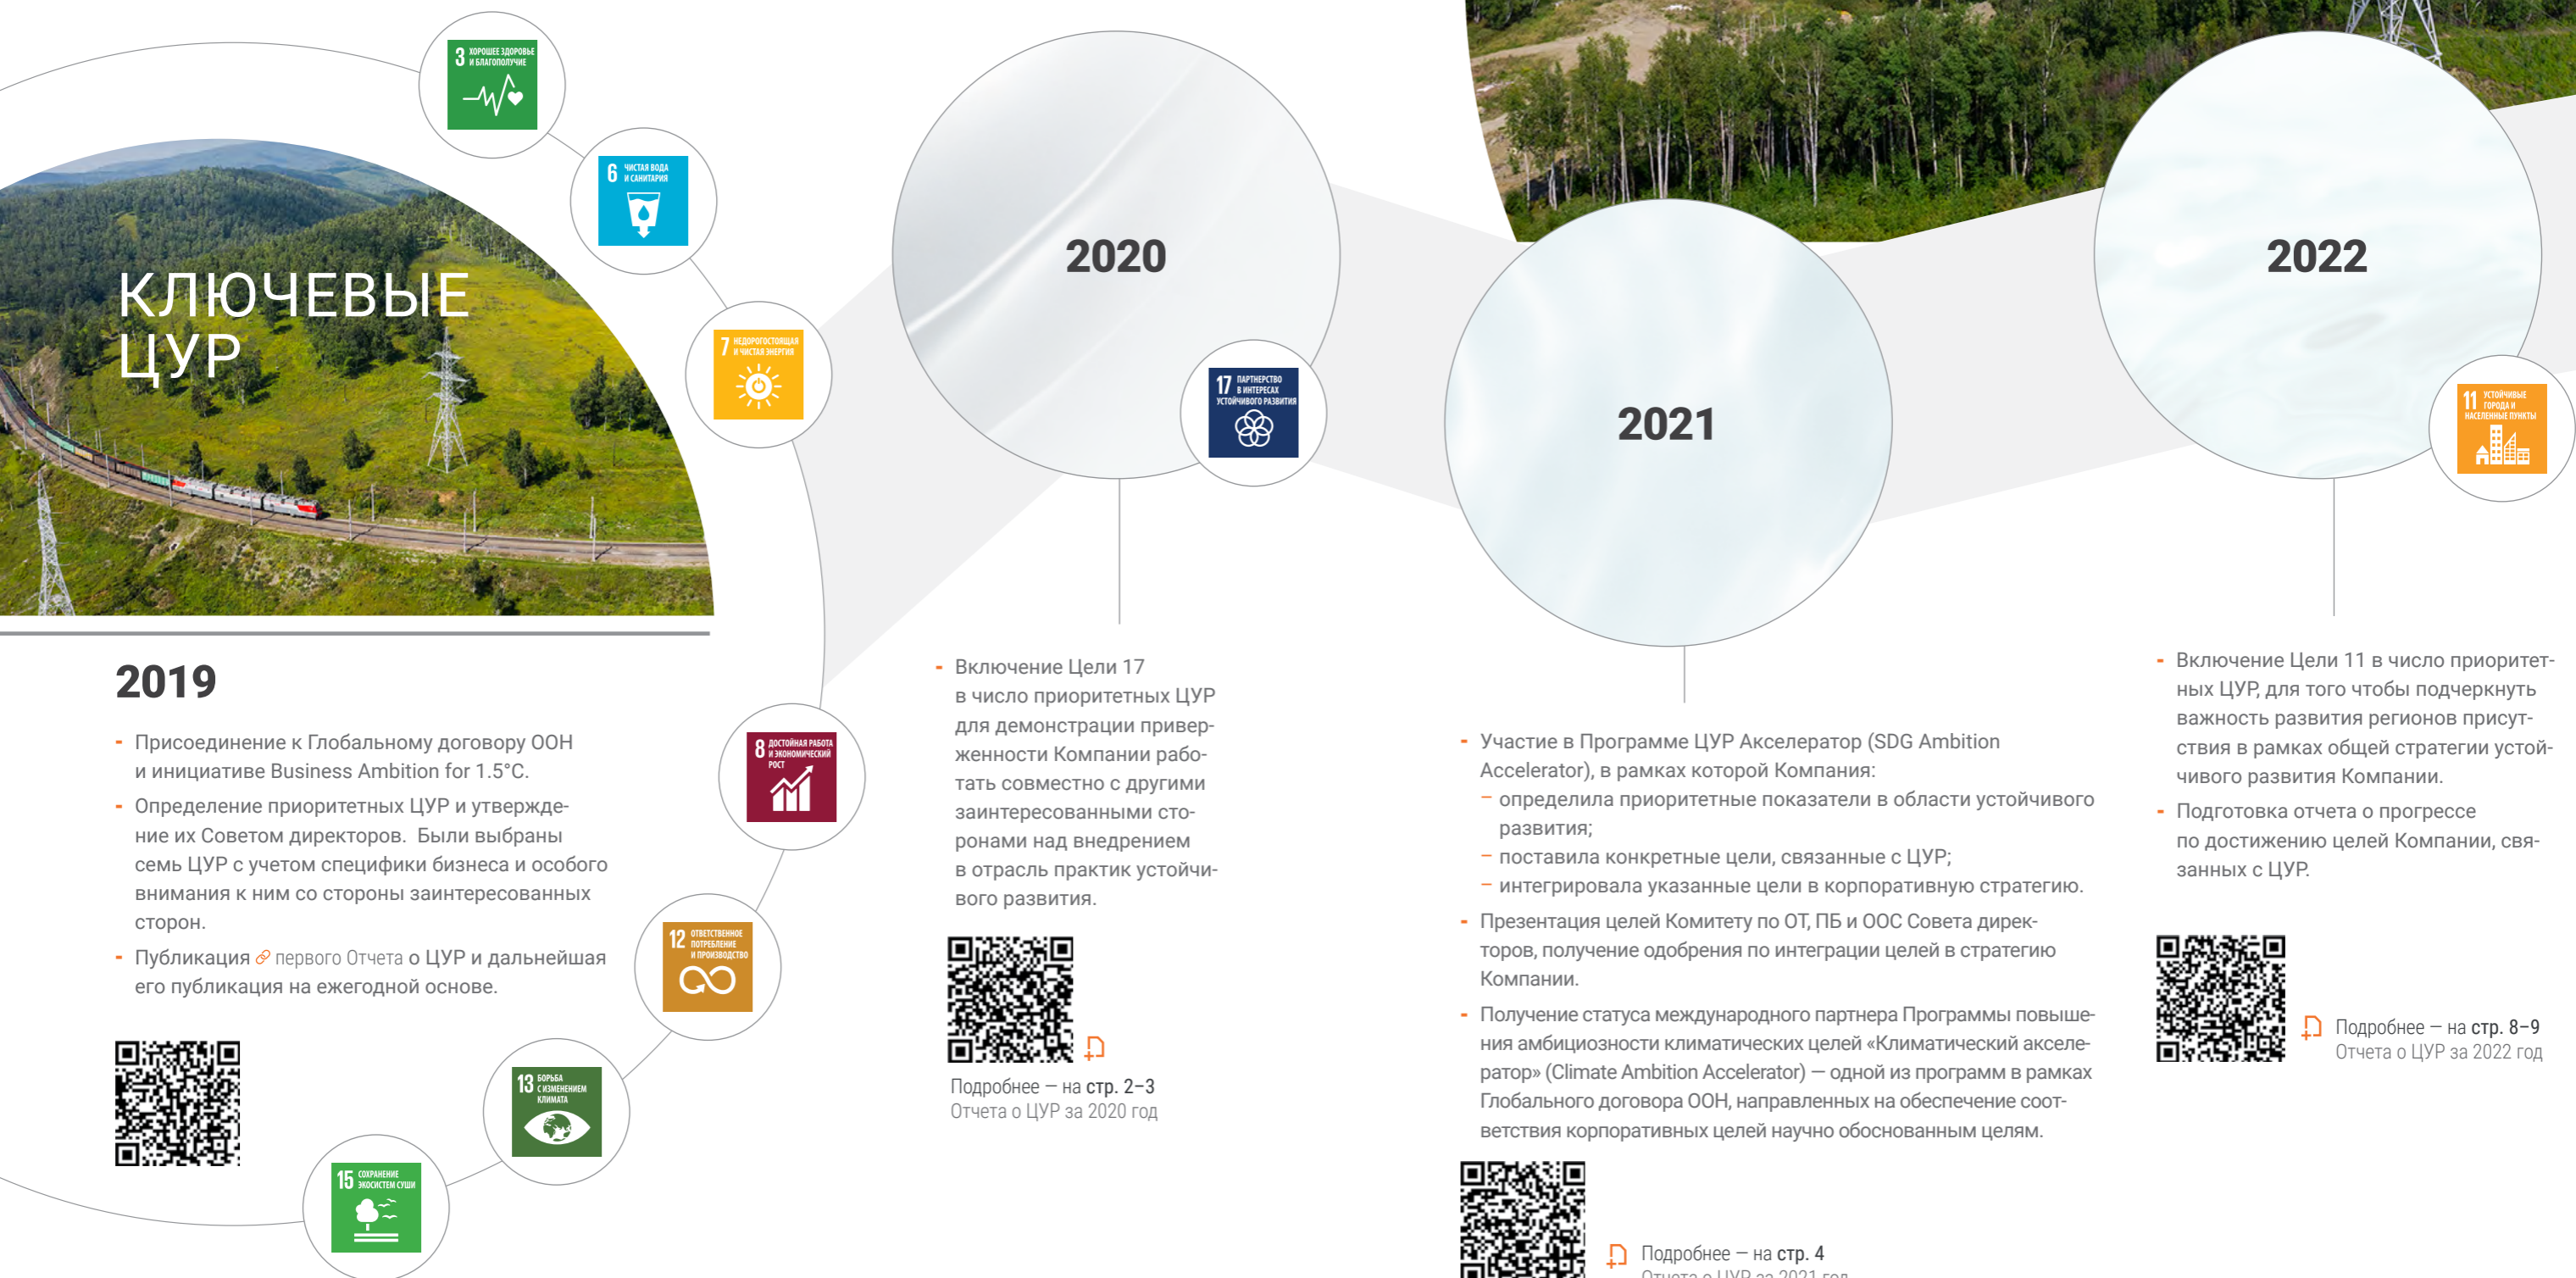 КЛЮЧЕВЫЕ
ЦУР
3 ХОРОШЕЕ ЗДОРОВЬЕ
И БЛАГОПОЛУЧИЕ
6 ЧИСТАЯ ВОДА
И САНИТАРИЯ
7 НЕДОРОГОСТОЯЩАЯ
И ЧИСТАЯ ЭНЕРГИЯ
8 ДОСТОЙНАЯ РАБОТА
И ЭКОНОМИЧЕСКИЙ
РОСТ
12 ОТВЕТСТВЕННОЕ
ПОТРЕБЛЕНИЕ
И ПРОИЗВОДСТВО
13 БОРЬБА
С ИЗМЕНЕНИЕМ
КЛИМАТА
15 СОХРАНЕНИЕ
ЭКОСИСТЕМ СУШИ
2019
- Присоединение к Глобальному договору ООН
и инициативе Business Ambition for 1.5°C.
- Определение приоритетных ЦУР и утвержде-
ние их Советом директоров. Были выбраны
семь ЦУР с учетом специфики бизнеса и особого
внимания к ним со стороны заинтересованных
сторон.
- Публикация первого Отчета о ЦУР и дальнейшая
его публикация на ежегодной основе.
2020
17 ПАРТНЕРСТВО
В ИНТЕРЕСАХ
УСТОЙЧИВОГО РАЗВИТИЯ
- Включение Цели 17
в число приоритетных ЦУР
для демонстрации привер-
женности Компании рабо-
тать совместно с другими
заинтересованными сто-
ронами над внедрением
в отрасль практик устойчи-
вого развития.
Подробнее — на стр. 2–3
Отчета о ЦУР за 2020 год
2021
- Участие в Программе ЦУР Акселератор (SDG Ambition
Accelerator), в рамках которой Компания:
– определила приоритетные показатели в области устойчивого
развития;
– поставила конкретные цели, связанные с ЦУР;
– интегрировала указанные цели в корпоративную стратегию.
- Презентация целей Комитету по ОТ, ПБ и ООС Совета дирек-
торов, получение одобрения по интеграции целей в стратегию
Компании.
- Получение статуса международного партнера Программы повыше-
ния амбициозности климатических целей «Климатический акселе-
ратор» (Climate Ambition Accelerator) — одной из программ в рамках
Глобального договора ООН, направленных на обеспечение соот-
ветствия корпоративных целей научно обоснованным целям.
Подробнее — на стр. 4
Отчета о ЦУР за 2021 год
2022
11 УСТОЙЧИВЫЕ
ГОРОДА И
НАСЕЛЕННЫЕ ПУНКТЫ
- Включение Цели 11 в число приоритет-
ных ЦУР, для того чтобы подчеркнуть
важность развития регионов присут-
ствия в рамках общей стратегии устой-
чивого развития Компании.
- Подготовка отчета о прогрессе
по достижению целей Компании, свя-
занных с ЦУР.
Подробнее — на стр. 8–9
Отчета о ЦУР за 2022 год